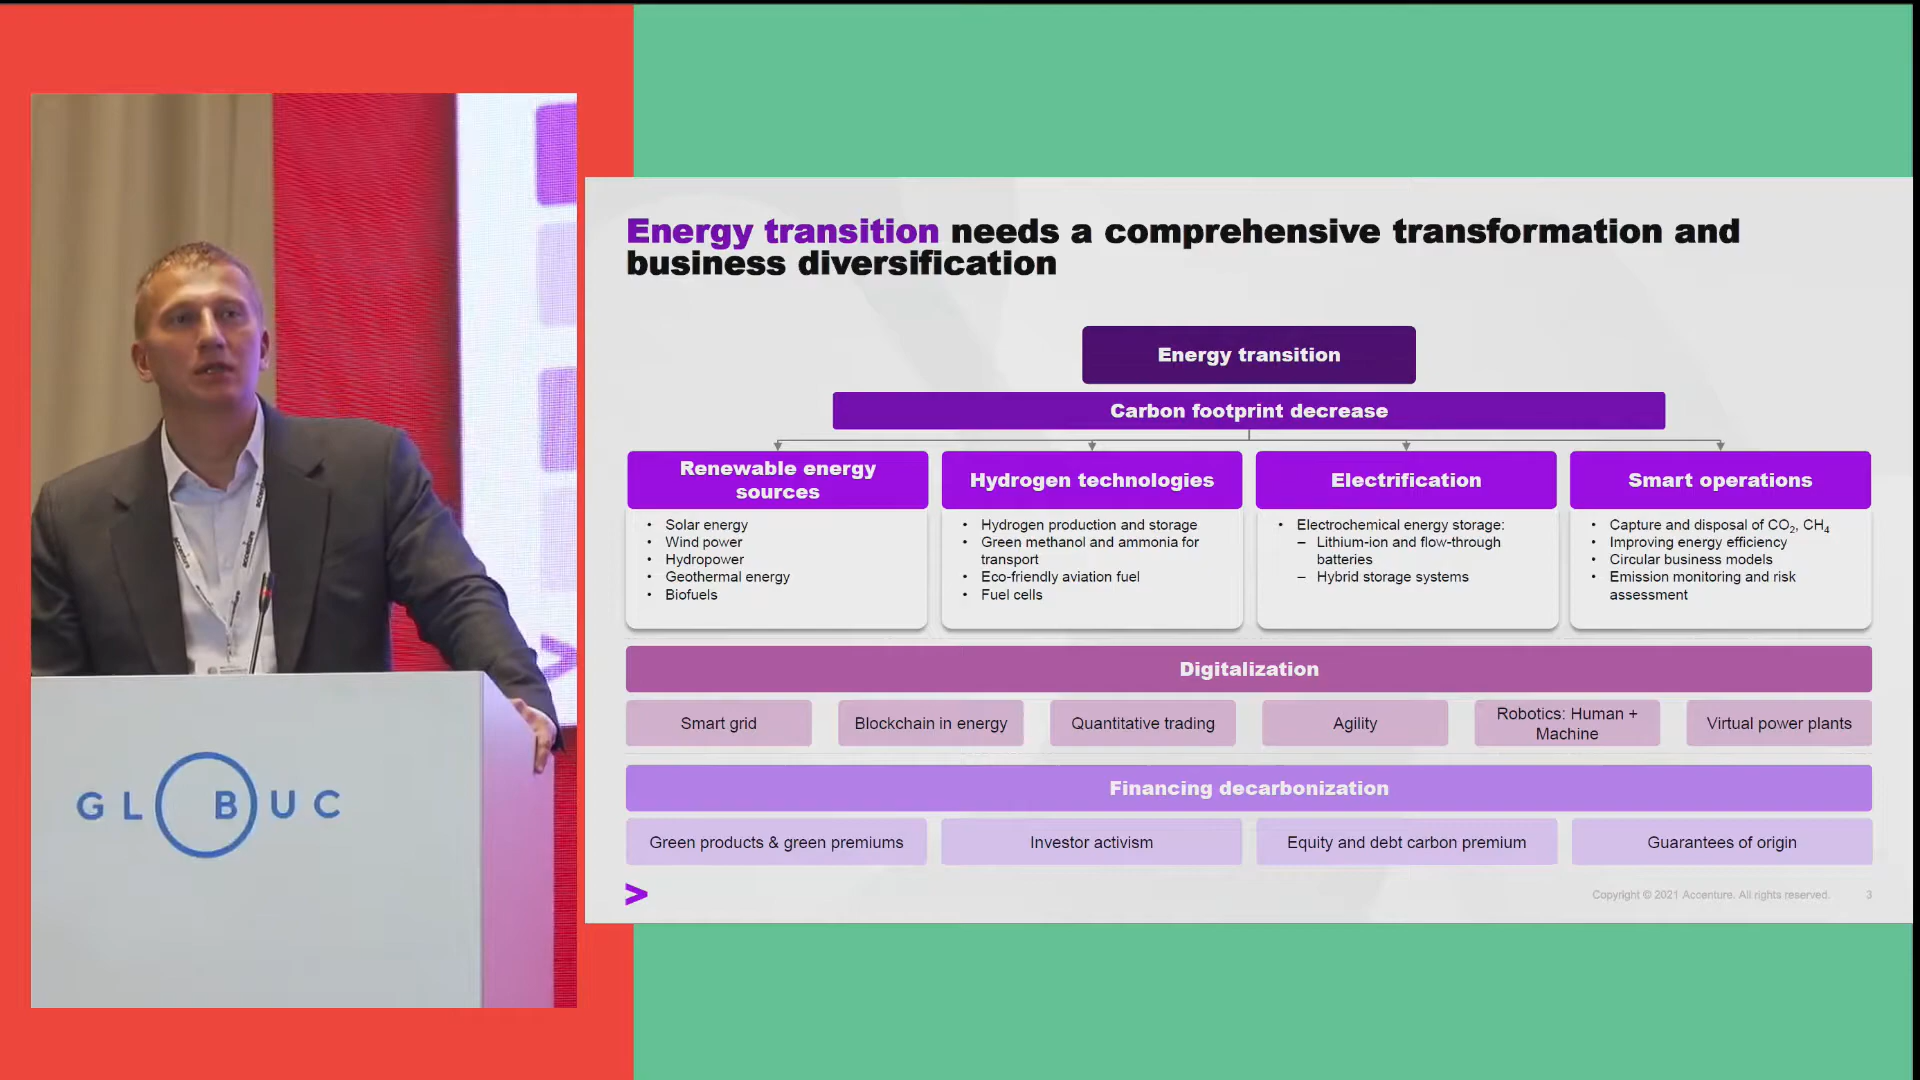 Energy transition needs a comprehensive transformation and
business diversification
Energy transition
Carbon footprint decrease
Renewable energy
sources
Hydrogen technologies
Electrification
Smart operations
• Solar energy
• Wind power
• Hydropower
• Geothermal energy
• Biofuels
• Hydrogen production and storage
• Green methanol and ammonia for
transport
• Eco-friendly aviation fuel
• Fuel cells
• Electrochemical energy storage:
– Lithium-ion and flow-through
batteries
– Hybrid storage systems
• Capture and disposal of CO₂, CH₄
• Improving energy efficiency
• Circular business models
• Emission monitoring and risk
assessment
Digitalization
Smart grid
Blockchain in energy
Quantitative trading
Agility
Robotics: Human +
Machine
Virtual power plants
Financing decarbonization
Green products & green premiums
Investor activism
Equity and debt carbon premium
Guarantees of origin
>
Copyright © 2021 Accenture. All rights reserved. 3
accenture
accenture
GLOBUC